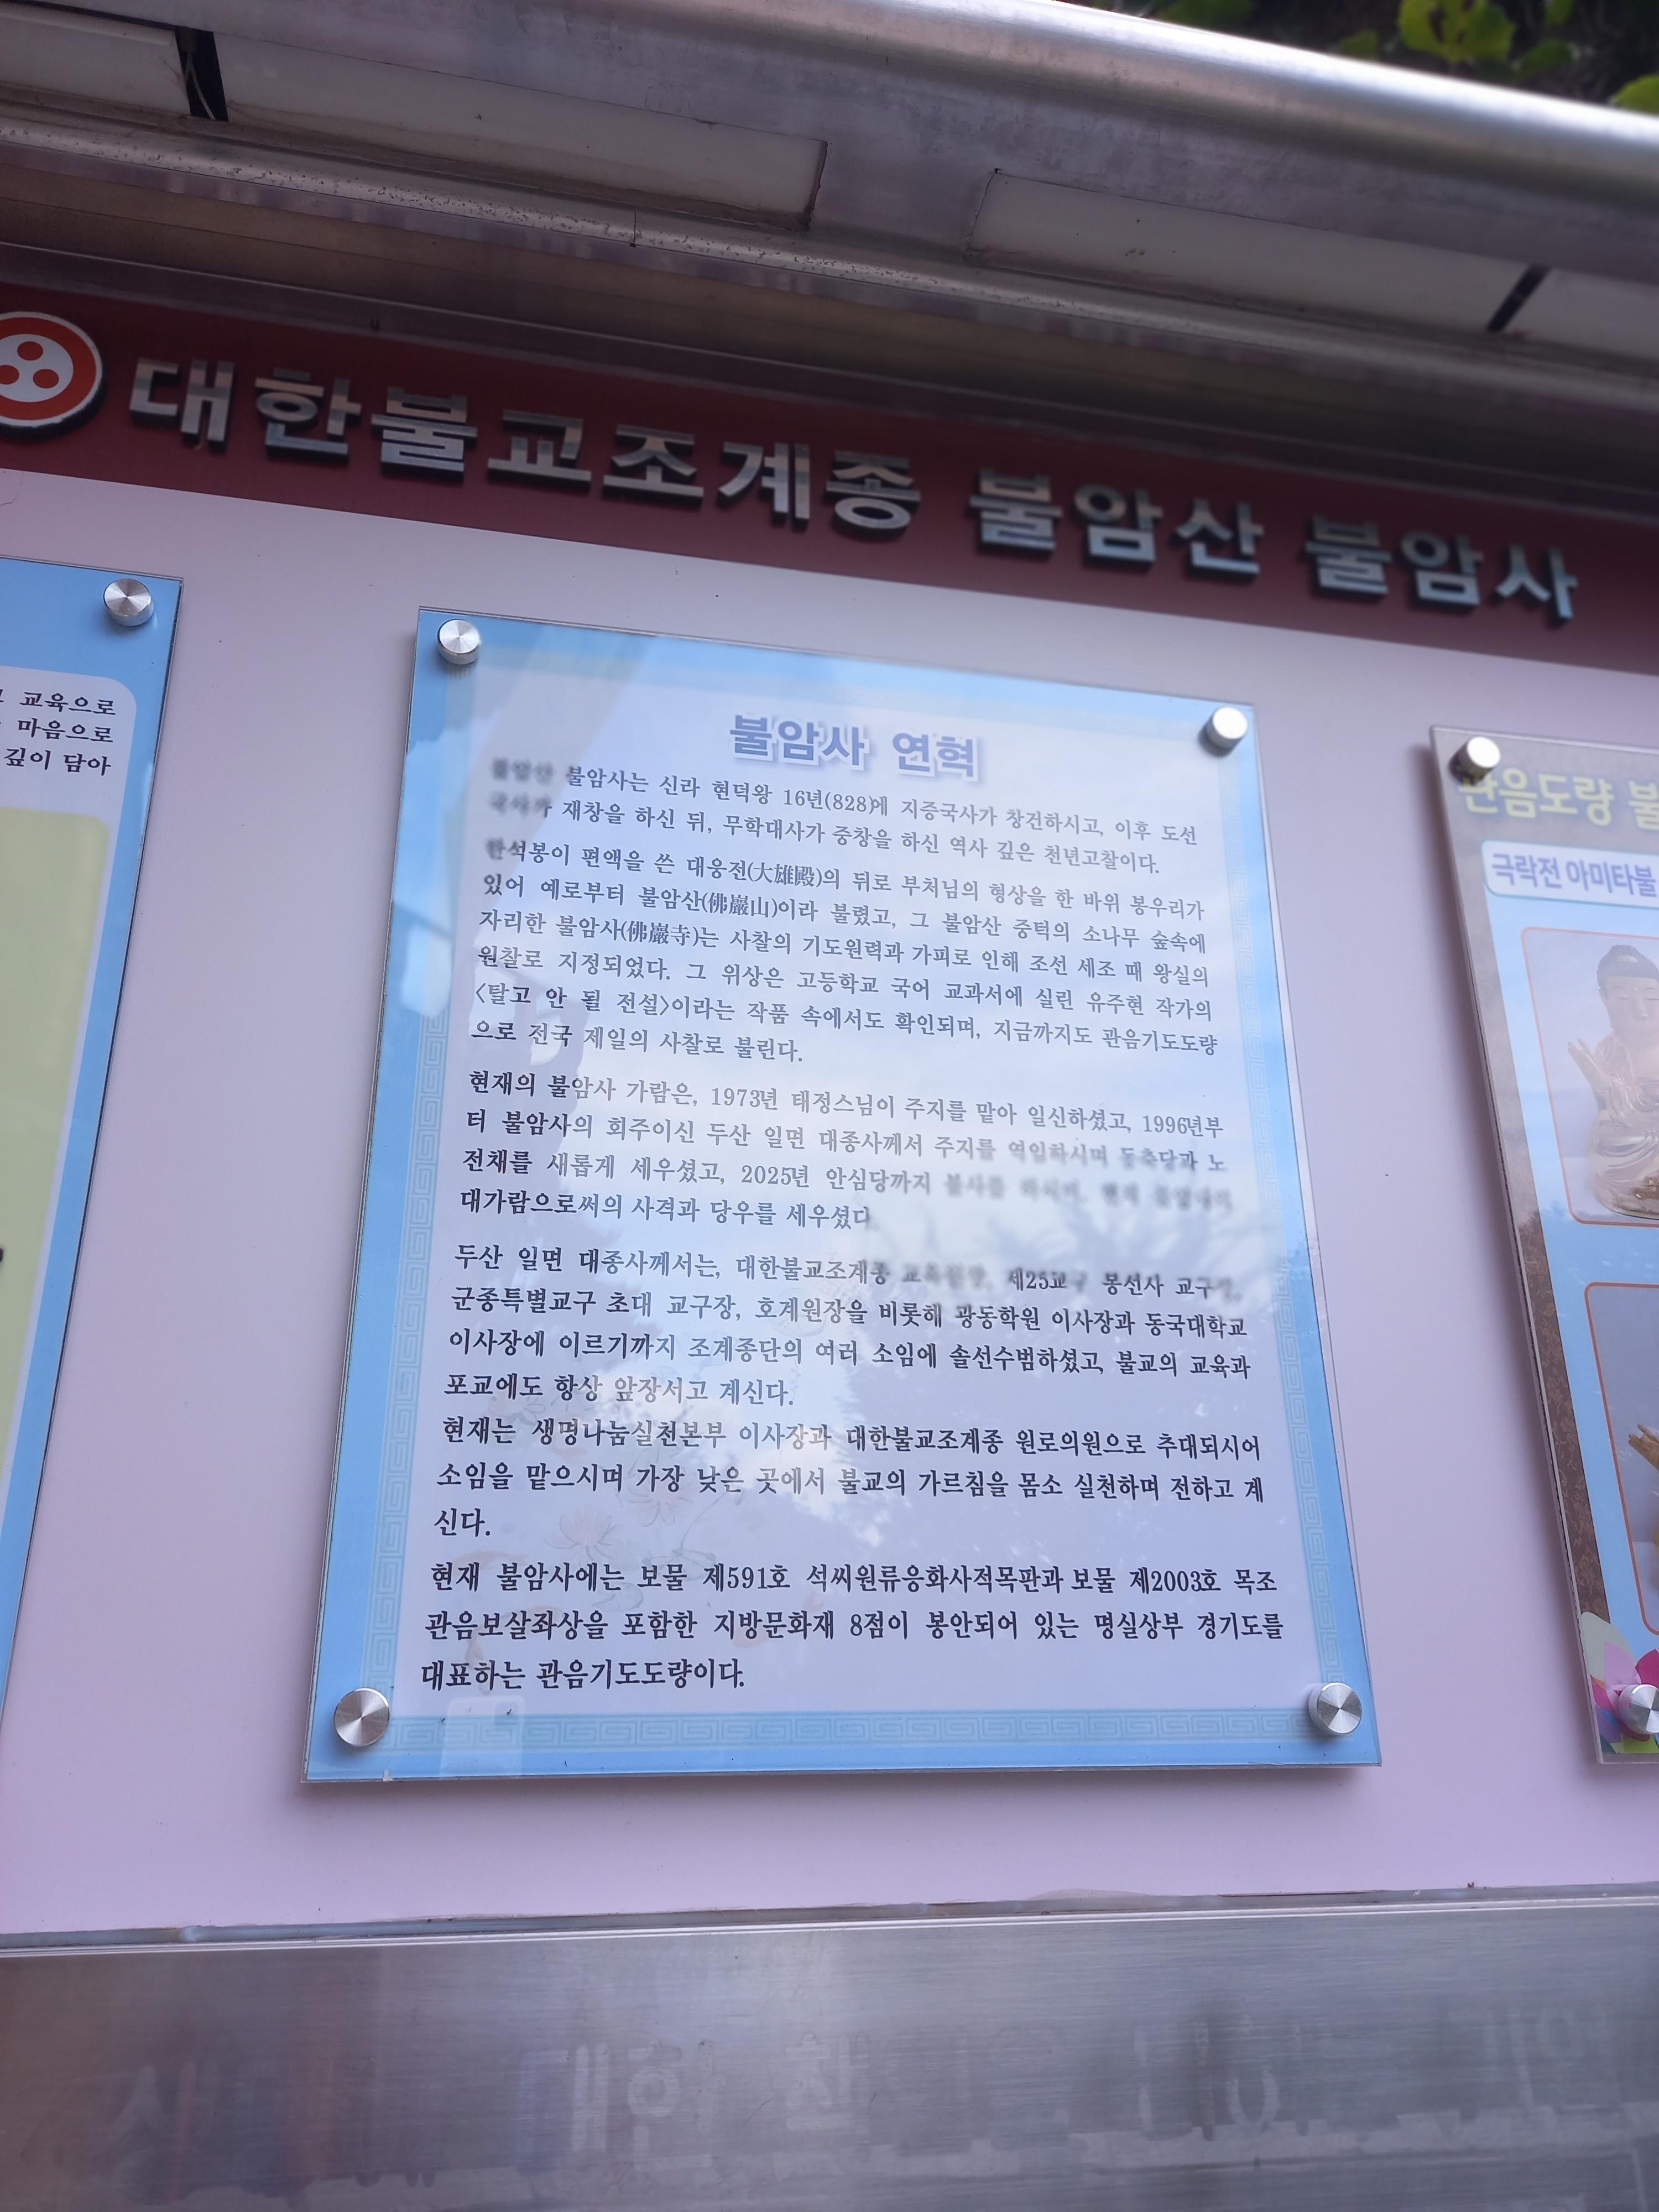 대한불교조계종 불암산 불암사
교육으로
마음으로
깊이 담아
불암사 연혁
불암사는 신라 현덕왕 16년(828)에 지증국사가 창건하시고, 이후 도선
재창을 하신 뒤, 무학대사가 중창을 하신 역사 깊은 천년고찰이다.
한석봉이 편액을 쓴 대웅전(大雄殿)의 뒤로 부처님의 형상을 한 바위 봉우리가
있어 예로부터 불암산(佛巖山)이라 불렸고, 그 불암산 중턱의 소나무 숲속에
자리한 불암사(佛巖寺)는 사찰의 기도원력과 가피로 인해 조선 세조 때 왕실의
원찰로 지정되었다. 그 위상은 고등학교 국어 교과서에 실린 유주현 작가의
<탈고 안 될 전설>이라는 작품 속에서도 확인되며, 지금까지도 관음기도도량
으로 전국 제일의 사찰로 불린다.
현재의 불암사 가람은, 1973년 태정스님이 주지를 맡아 일신하셨고, 1996년부
터 불암사의 회주이신 두산 일면 대종사께서 주지를 역임하시며 동축당과 노
전채를 새롭게 세우셨고, 2025년 안심당까지
대가람으로써의 사격과 당우를 세우셨다
두산 일면 대종사께서는, 대한불교조계종 제25교구 봉선사 교구장,
군종특별교구 초대 교구장, 호계원장을 비롯해 광동학원 이사장과 동국대학교
이사장에 이르기까지 조계종단의 여러 소임에 솔선수범하셨고, 불교의 교육과
포교에도 항상 앞장서고 계신다.
현재는 생명나눔실천본부 이사장과 대한불교조계종 원로의원으로 추대되시어
소임을 맡으시며 가장 낮은 곳에서 불교의 가르침을 몸소 실천하며 전하고 계
신다.
현재 불암사에는 보물 제591호 석씨원류응화사적목판과 보물 제2003호 목조
관음보살좌상을 포함한 지방문화재 8점이 봉안되어 있는 명실상부 경기도를
대표하는 관음기도도량이다.
관음도량 불
극락전 아미타불